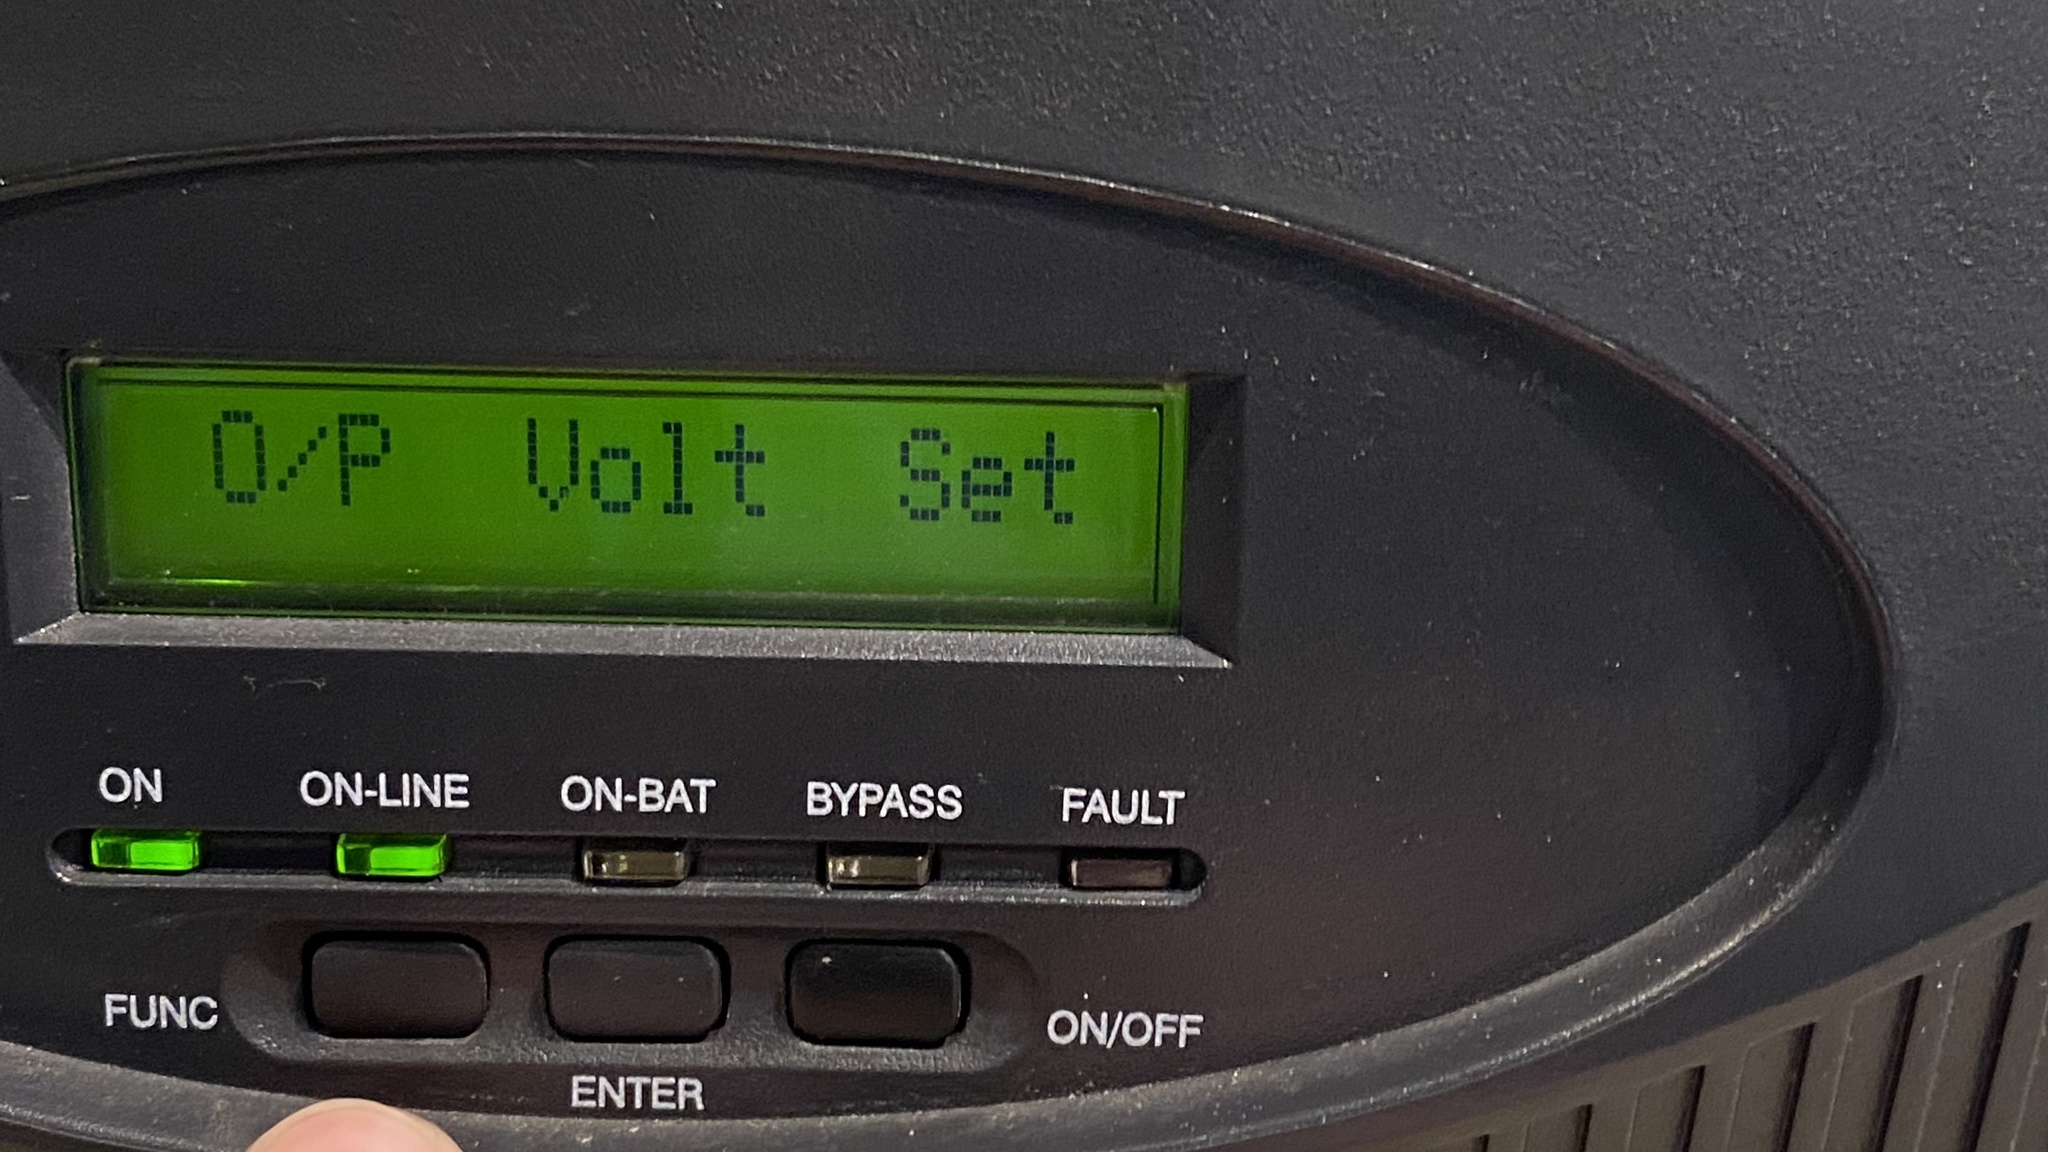 O/P Volt Set
ON ON-LINE ON-BAT BYPASS FAULT
FUNC ENTER ON/OFF